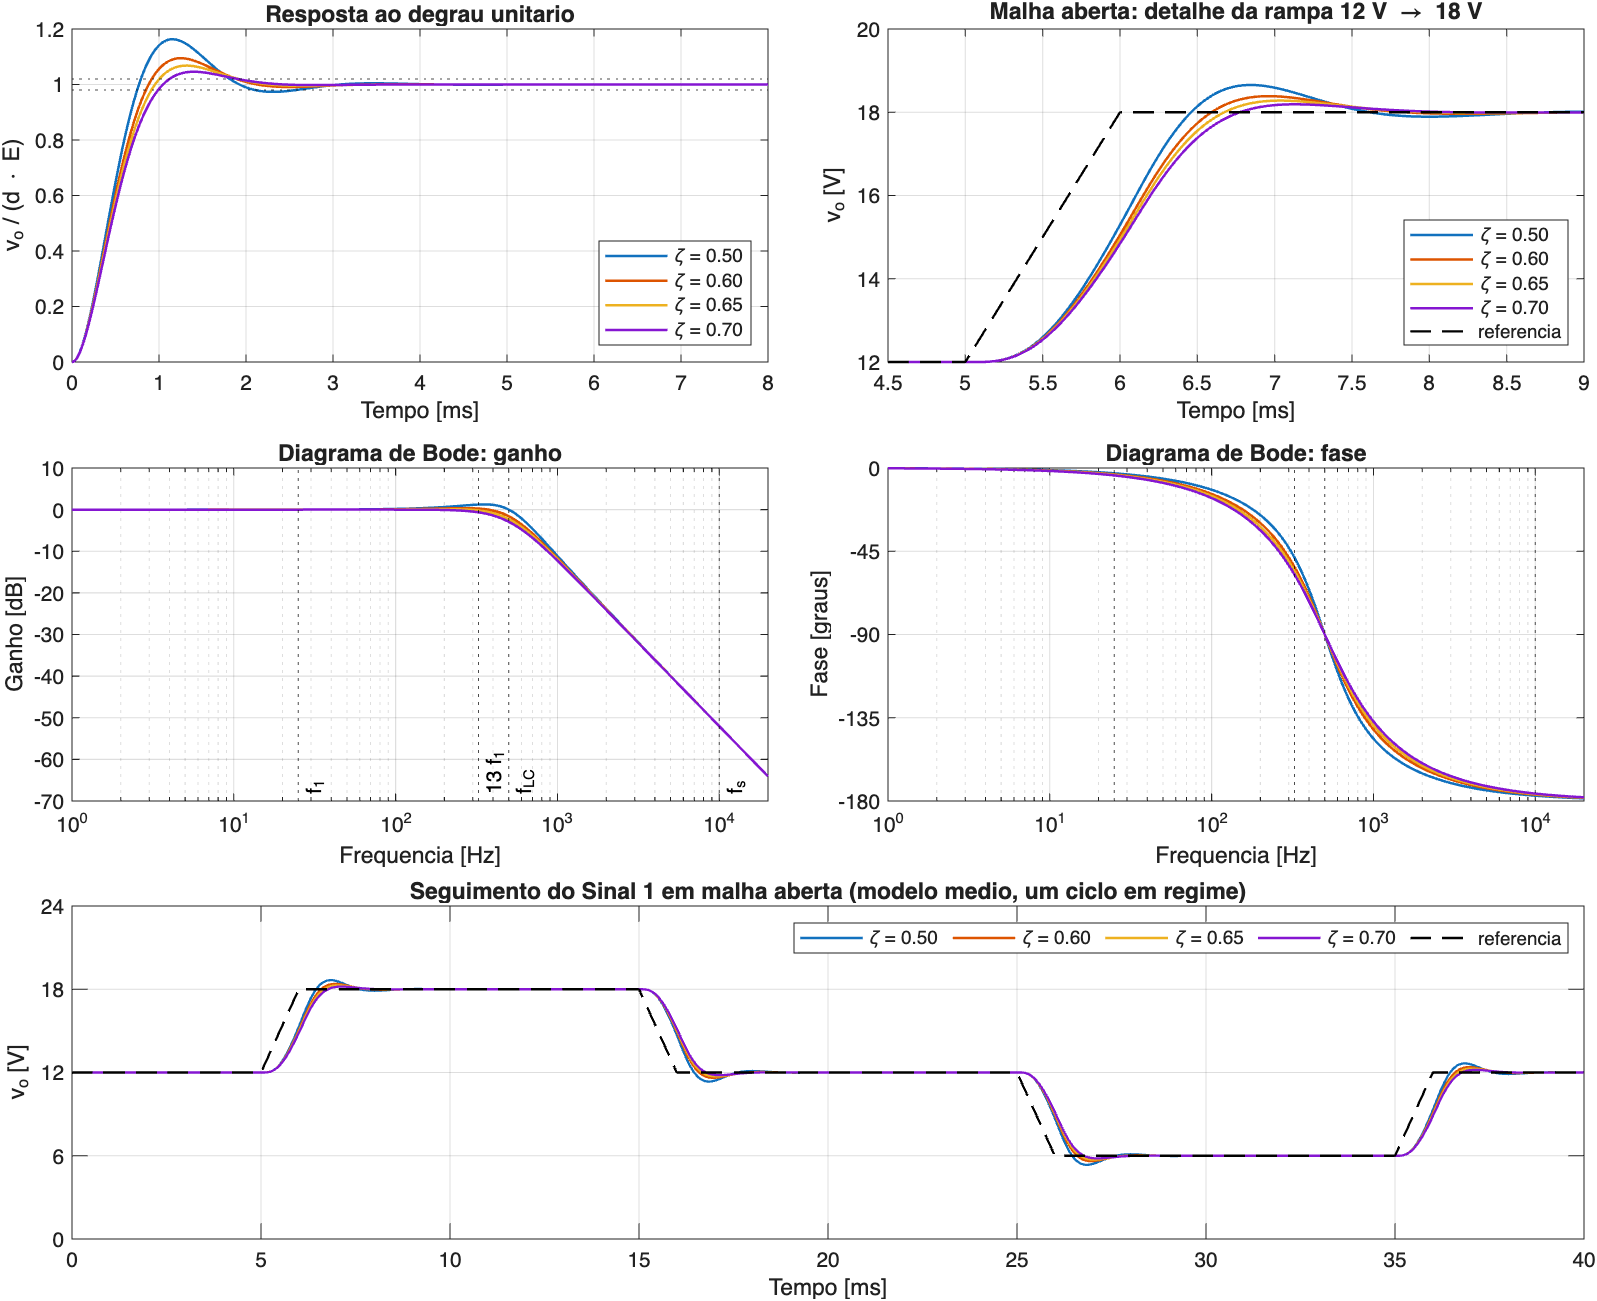 Resposta ao degrau unitario
1.2
1
0.8
0.6
0.4
0.2
0
v_o / (d · E)
ζ = 0.50
ζ = 0.60
ζ = 0.65
ζ = 0.70
0 1 2 3 4 5 6 7 8
Tempo [ms]
Malha aberta: detalhe da rampa 12 V → 18 V
20
18
16
14
12
v_o [V]
ζ = 0.50
ζ = 0.60
ζ = 0.65
ζ = 0.70
referencia
4.5 5 5.5 6 6.5 7 7.5 8 8.5 9
Tempo [ms]
Diagrama de Bode: ganho
10
0
-10
-20
-30
-40
-50
-60
-70
Ganho [dB]
f_1
13 f_1
f_LC
f_s
10^0 10^1 10^2 10^3 10^4
Frequencia [Hz]
Diagrama de Bode: fase
0
-45
-90
-135
-180
Fase [graus]
10^0 10^1 10^2 10^3 10^4
Frequencia [Hz]
Seguimento do Sinal 1 em malha aberta (modelo medio, um ciclo em regime)
24
18
12
6
0
v_o [V]
ζ = 0.50 ζ = 0.60 ζ = 0.65 ζ = 0.70 referencia
0 5 10 15 20 25 30 35 40
Tempo [ms]